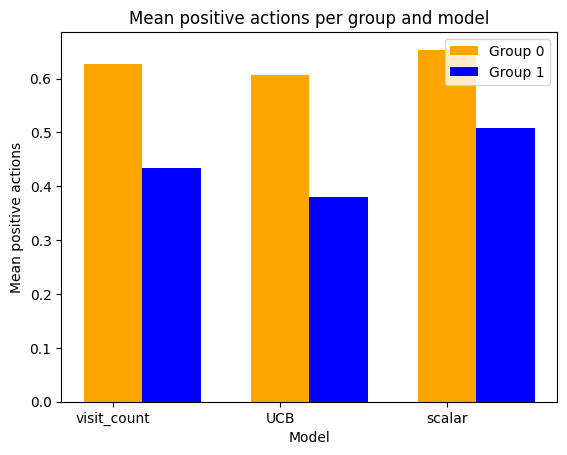 Mean positive actions per group and model
Group 0
Group 1
Mean positive actions
0.6
0.5
0.4
0.3
0.2
0.1
0.0
visit_count
UCB
scalar
Model